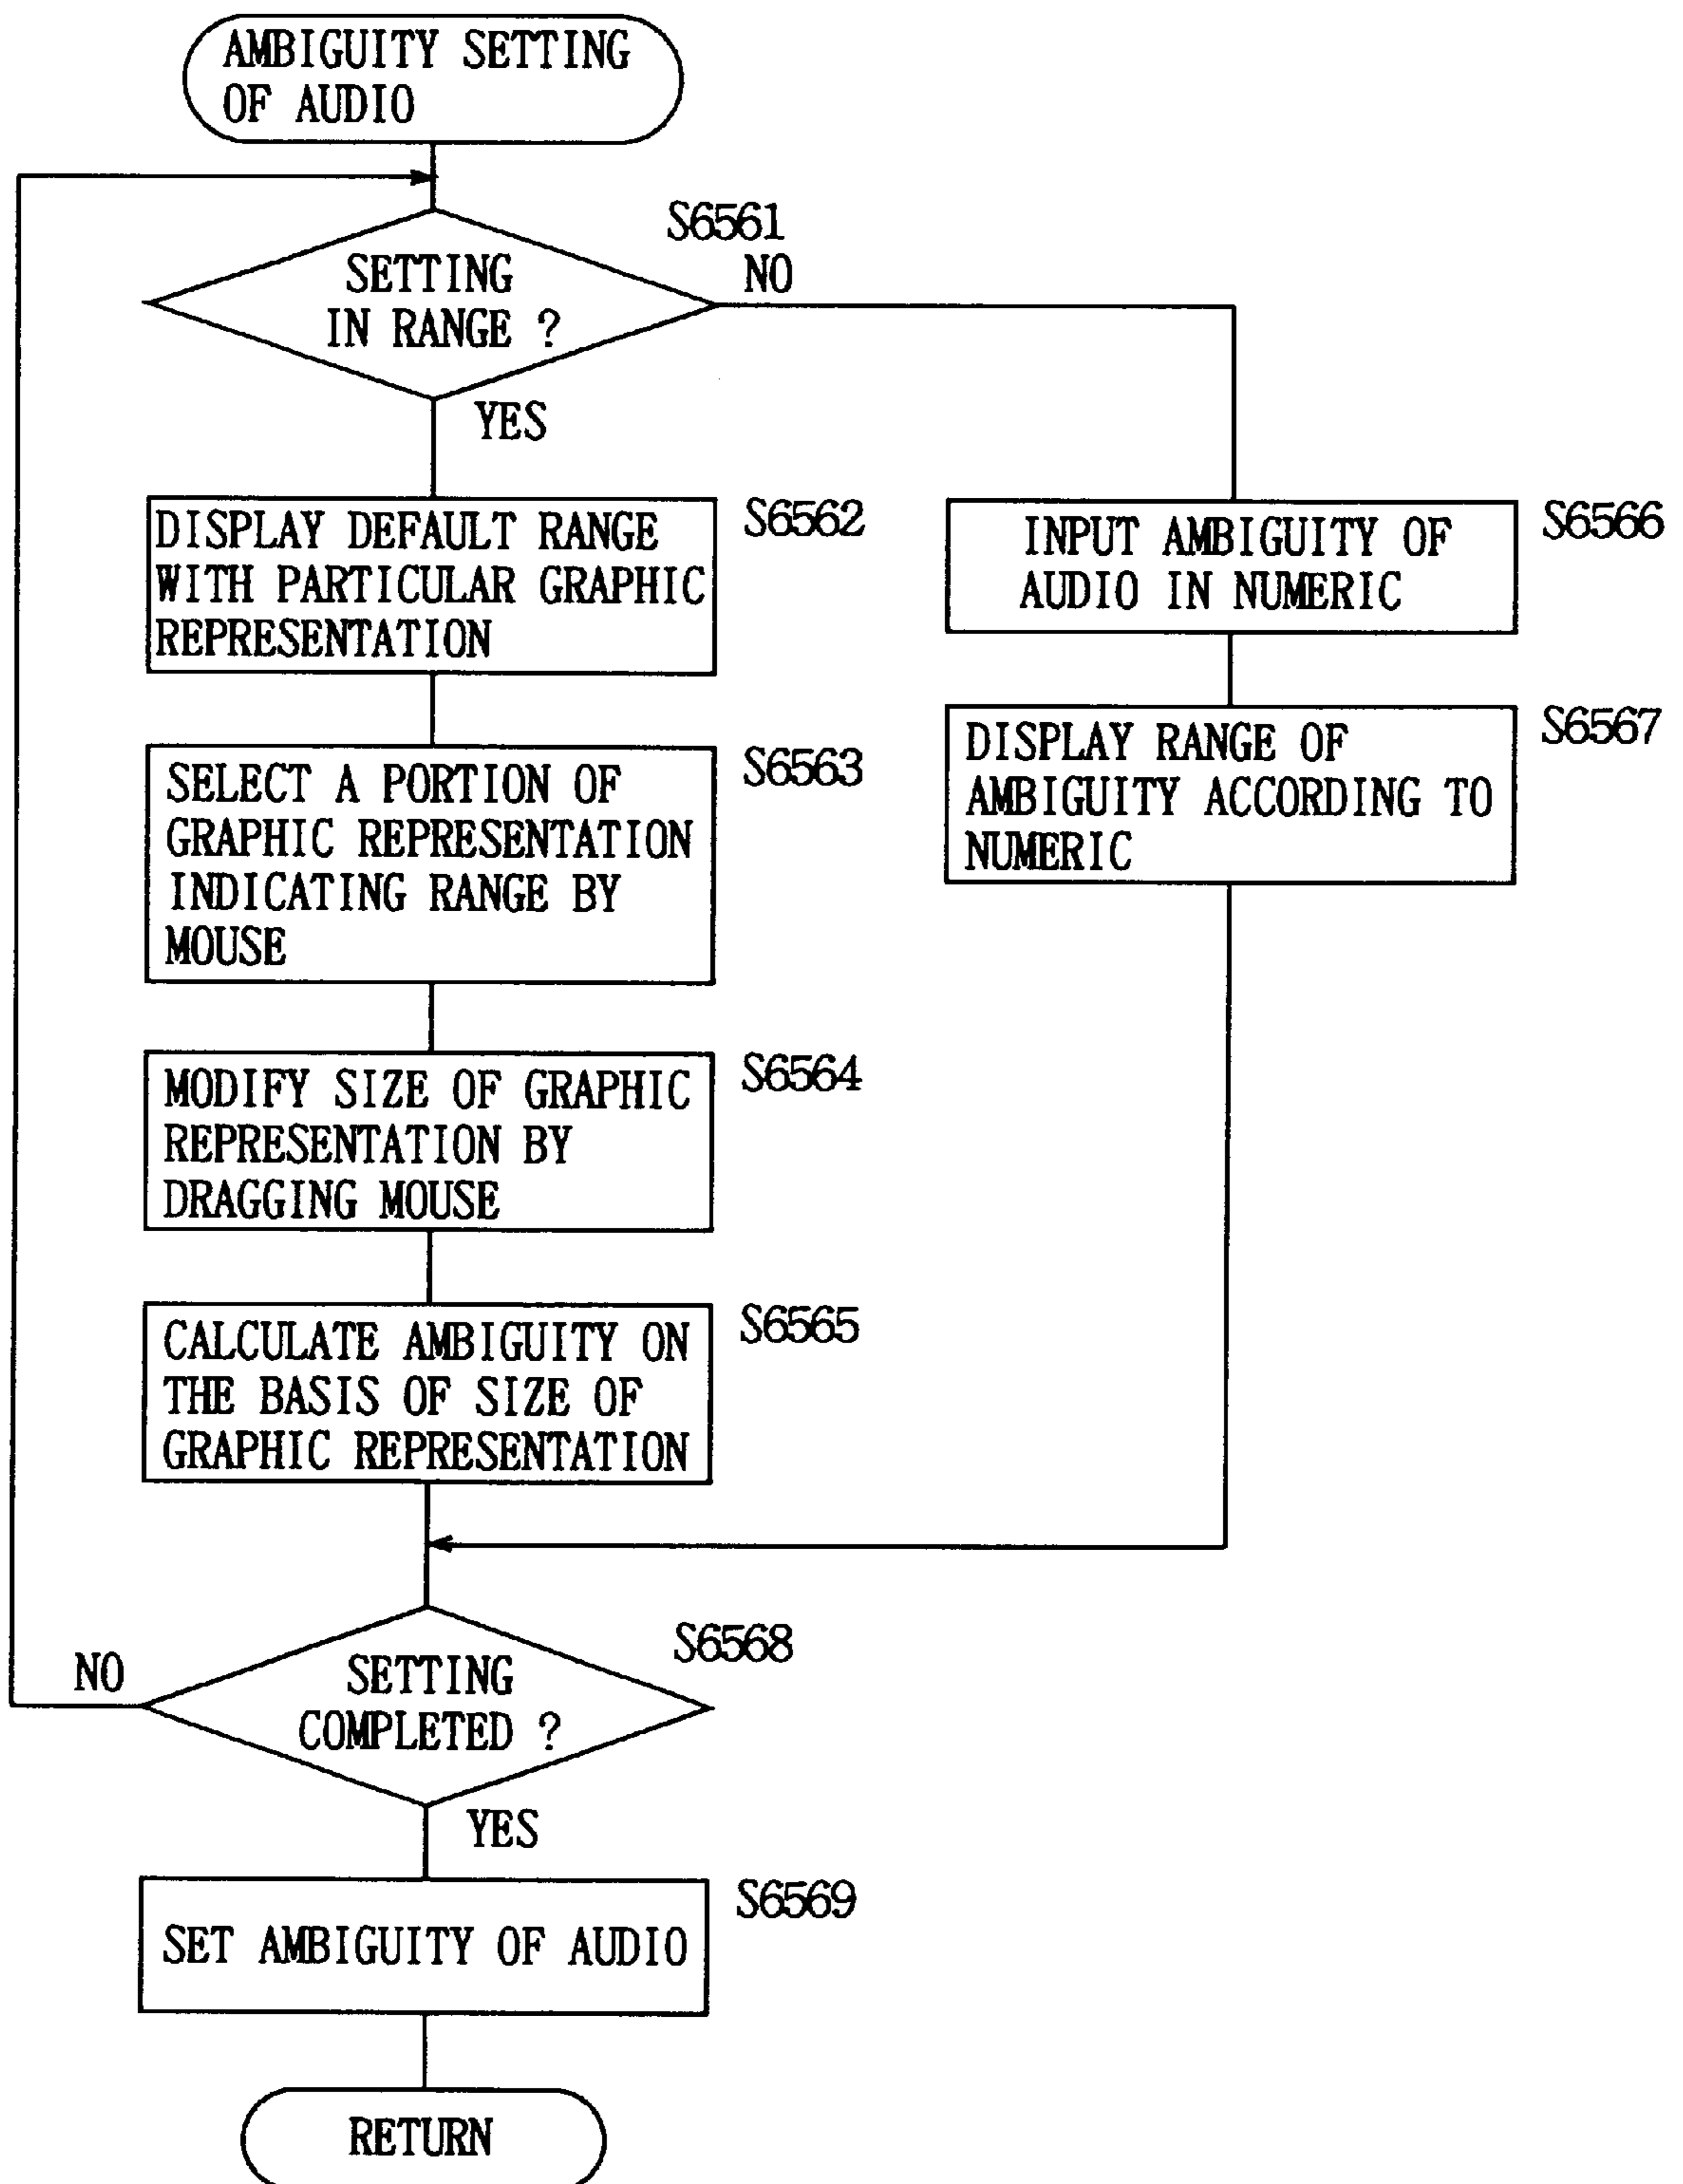 AMBIGUITY SETTING
OF AUDIO
S6561
SETTING
IN RANGE ?
NO
YES
DISPLAY DEFAULT RANGE
WITH PARTICULAR GRAPHIC
REPRESENTATION
S6562
SELECT A PORTION OF
GRAPHIC REPRESENTATION
INDICATING RANGE BY
MOUSE
S6563
MODIFY SIZE OF GRAPHIC
REPRESENTATION BY
DRAGGING MOUSE
S6564
CALCULATE AMBIGUITY ON
THE BASIS OF SIZE OF
GRAPHIC REPRESENTATION
S6565
INPUT AMBIGUITY OF
AUDIO IN NUMERIC
S6566
DISPLAY RANGE OF
AMBIGUITY ACCORDING TO
NUMERIC
S6567
S6568
SETTING
COMPLETED ?
NO
YES
SET AMBIGUITY OF AUDIO
S6569
RETURN